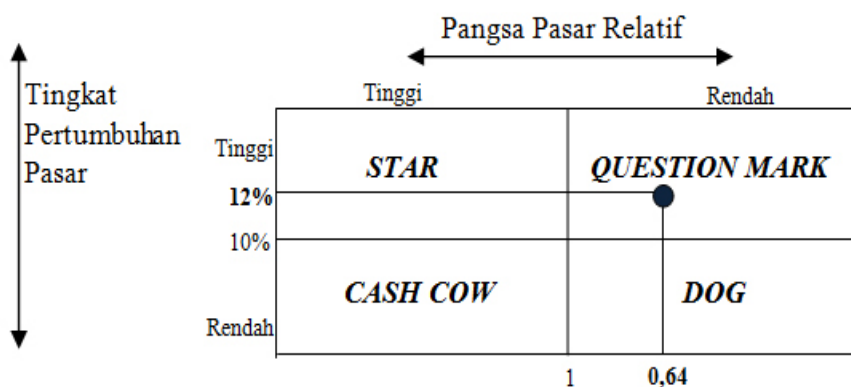 Pangsa Pasar Relatif
Tingkat
Pertumbuhan
Pasar
Tinggi
Rendah
Tinggi
STAR
QUESTION MARK
12%
10%
CASH COW
DOG
Rendah
1
0,64